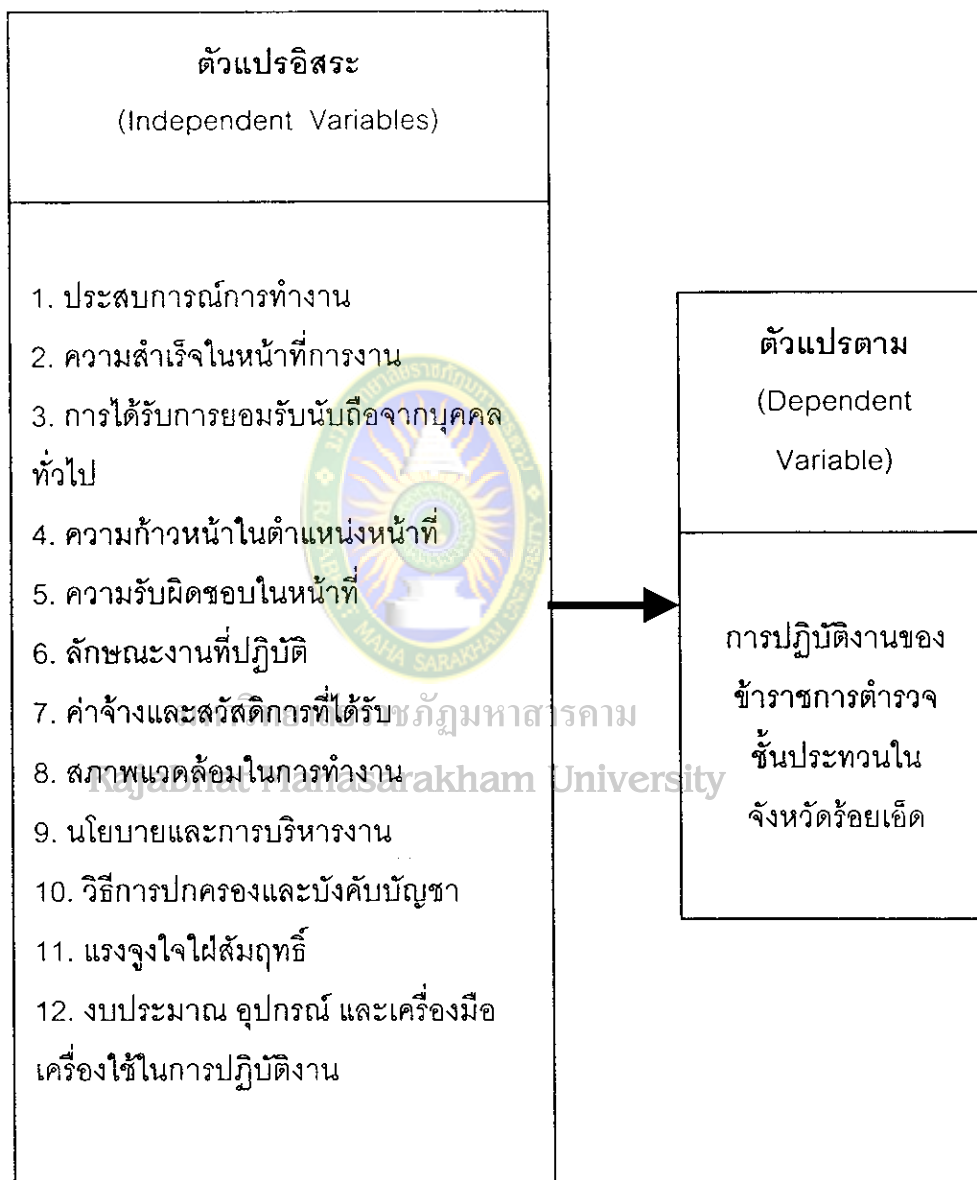 ตัวแปรอิสระ
(Independent Variables)
1. ประสบการณ์การทำงาน
2. ความสำเร็จในหน้าที่การงาน
3. การได้รับการยอมรับนับถือจากบุคคล
ทั่วไป
4. ความก้าวหน้าในตำแหน่งหน้าที่
5. ความรับผิดชอบในหน้าที่
6. ลักษณะงานที่ปฏิบัติ
7. ค่าจ้างและสวัสดิการที่ได้รับ
8. สภาพแวดล้อมในการทำงาน
9. นโยบายและการบริหารงาน
10. วิธีการปกครองและบังคับบัญชา
11. แรงจูงใจใฝ่สัมฤทธิ์
12. งบประมาณ อุปกรณ์ และเครื่องมือ
เครื่องใช้ในการปฏิบัติงาน
ตัวแปรตาม
(Dependent
Variable)
การปฏิบัติงานของ
ข้าราชการตำรวจ
ชั้นประทวนใน
จังหวัดร้อยเอ็ด
มหาวิทยาลัยราชภัฏมหาสารคาม
Rajabhat Mahasarakham University